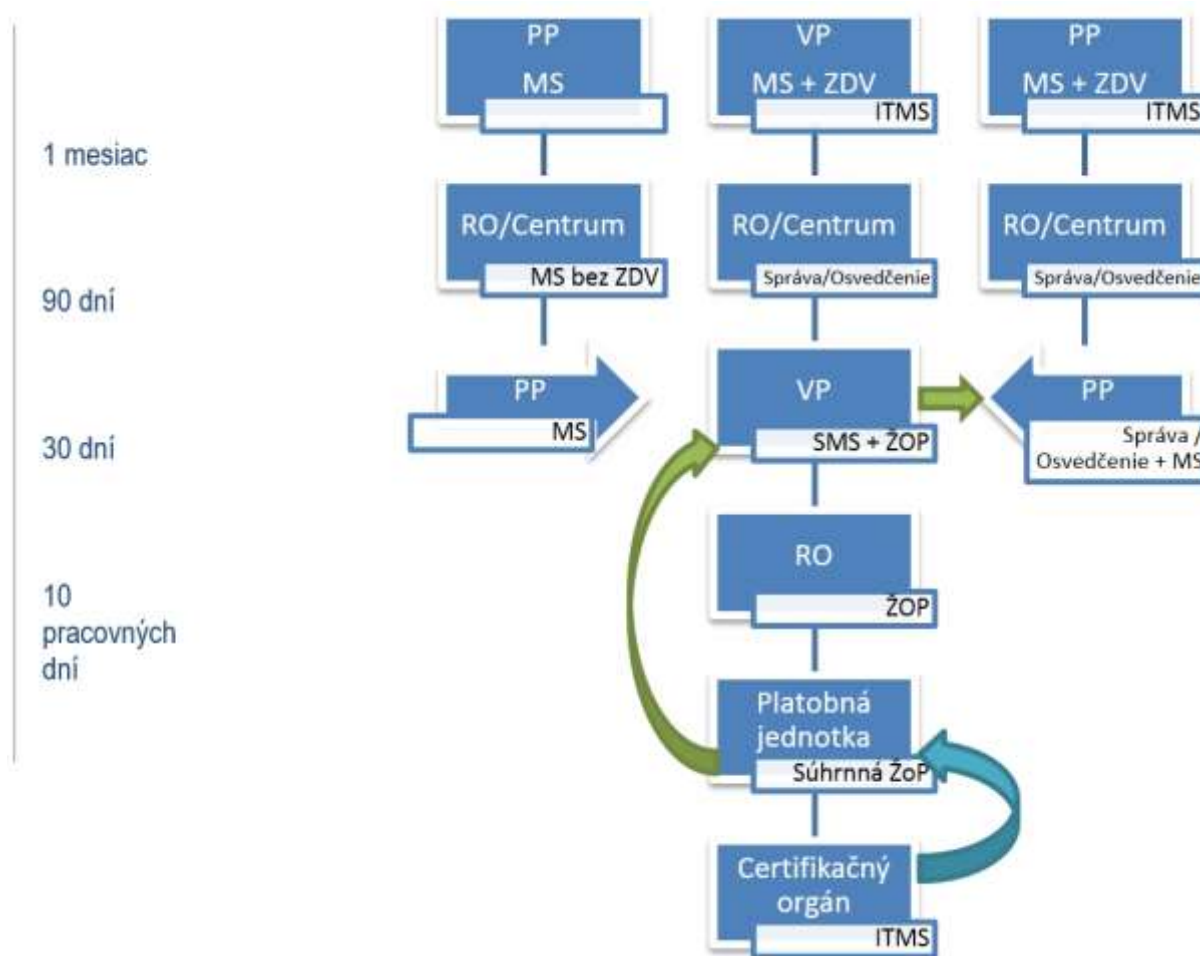 PP
MS
VP
MS + ZDV
ITMS
PP
MS + ZDV
ITMS
1 mesiac
RO/Centrum
MS bez ZDV
RO/Centrum
Správa/Osvedčenie
RO/Centrum
Správa/Osvedčenie
90 dní
PP
MS
VP
SMS + ŽOP
PP
Správa /
Osvedčenie + MS
30 dní
RO
ŽOP
10
pracovných
dní
Platobná
jednotka
Súhrnná ŽoP
Certifikačný
orgán
ITMS